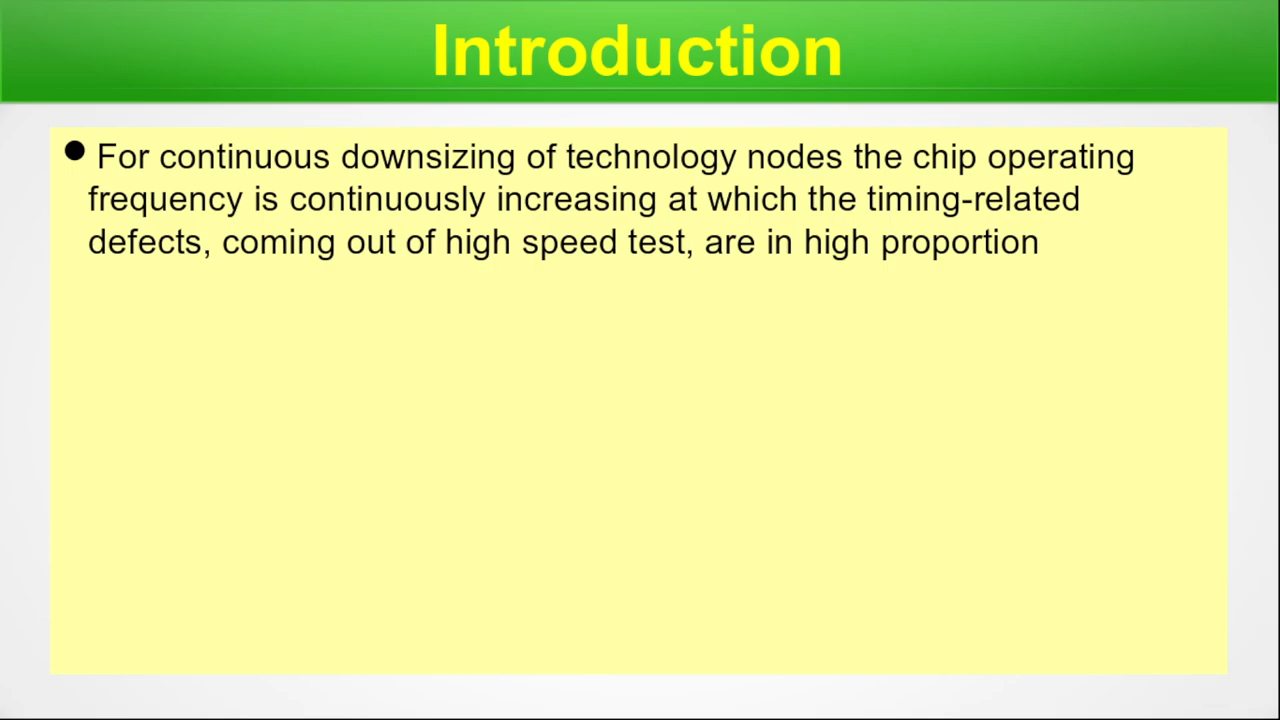 Introduction
● For continuous downsizing of technology nodes the chip operating
frequency is continuously increasing at which the timing-related
defects, coming out of high speed test, are in high proportion